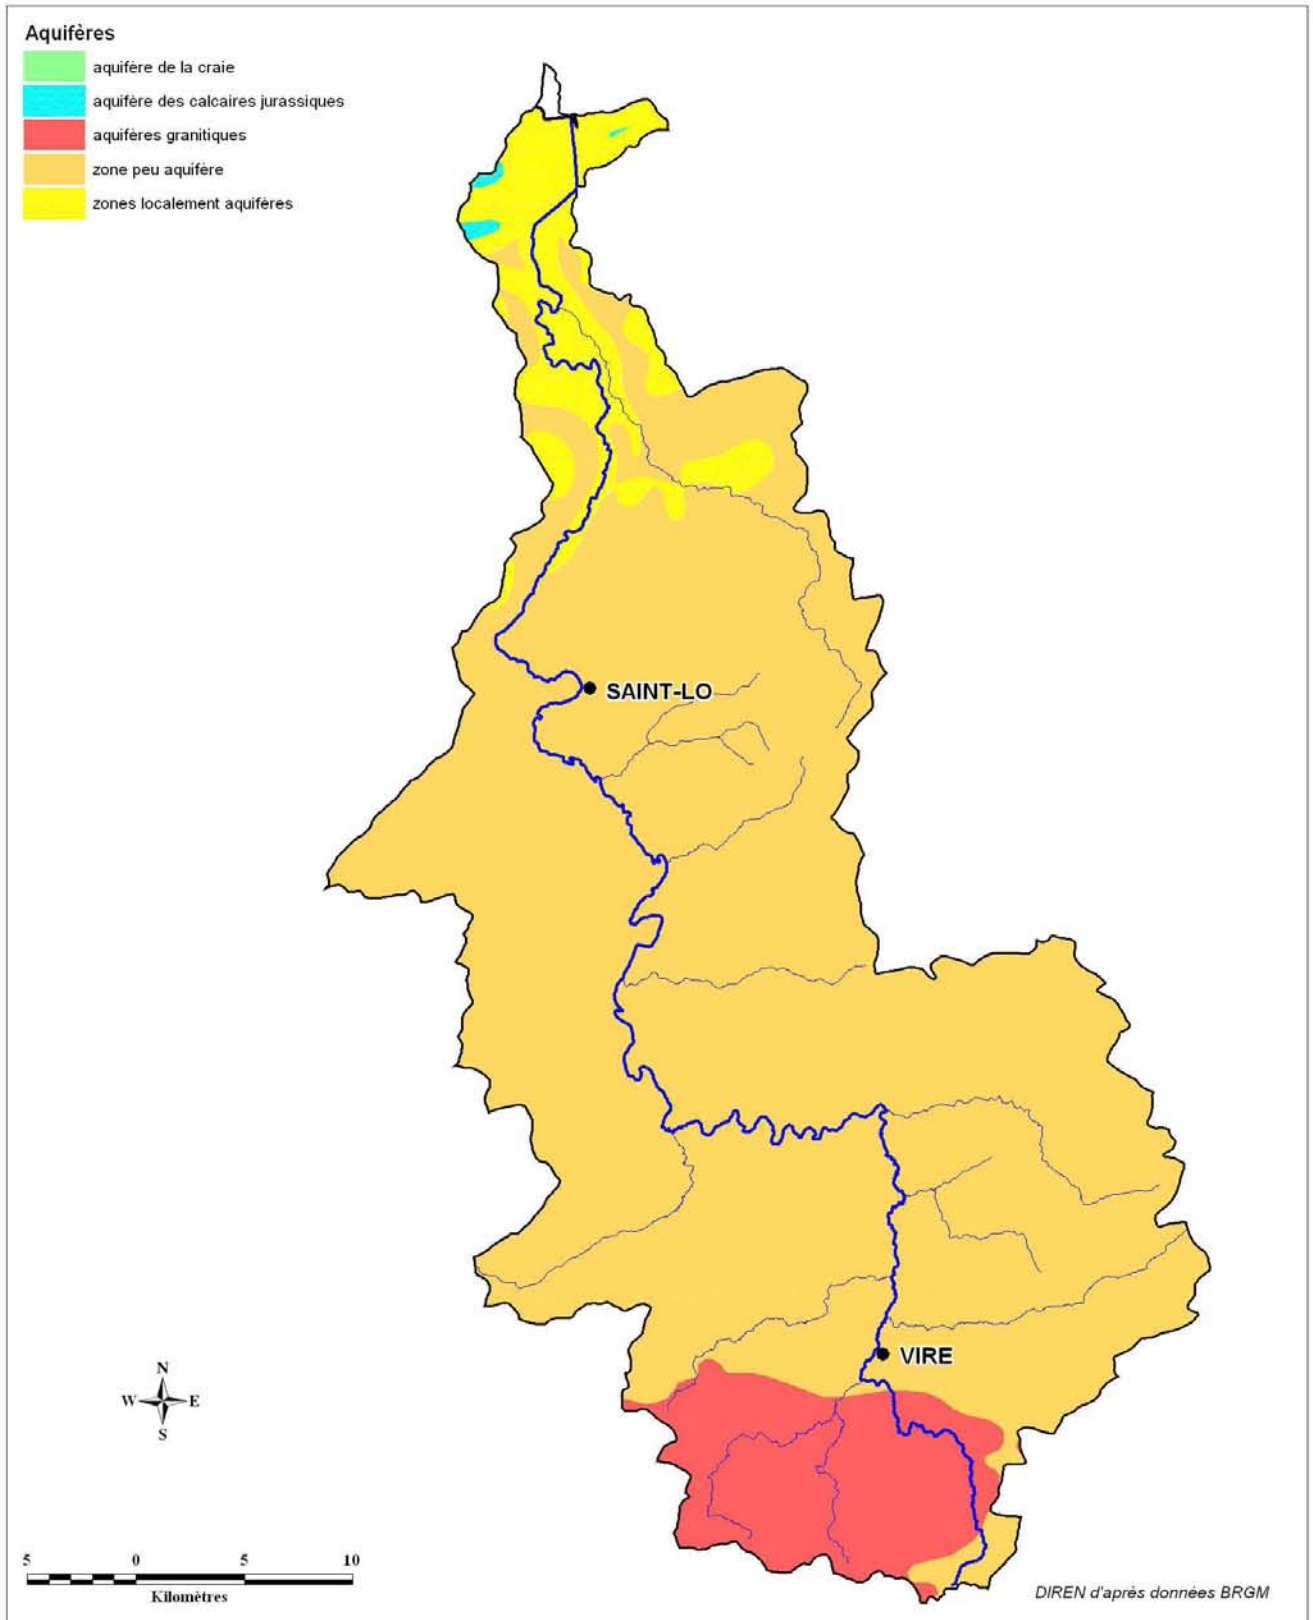 Aquifères
aquifère de la craie
aquifère des calcaires jurassiques
aquifères granitiques
zone peu aquifère
zones localement aquifères
SAINT-LO
VIRE
N
W E
S
5 0 5 10
Kilomètres
DIREN d'après données BRGM